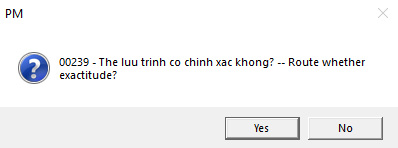 PM
00239 - The luu trinh co chinh xac khong? -- Route whether
exactitude?
Yes
No